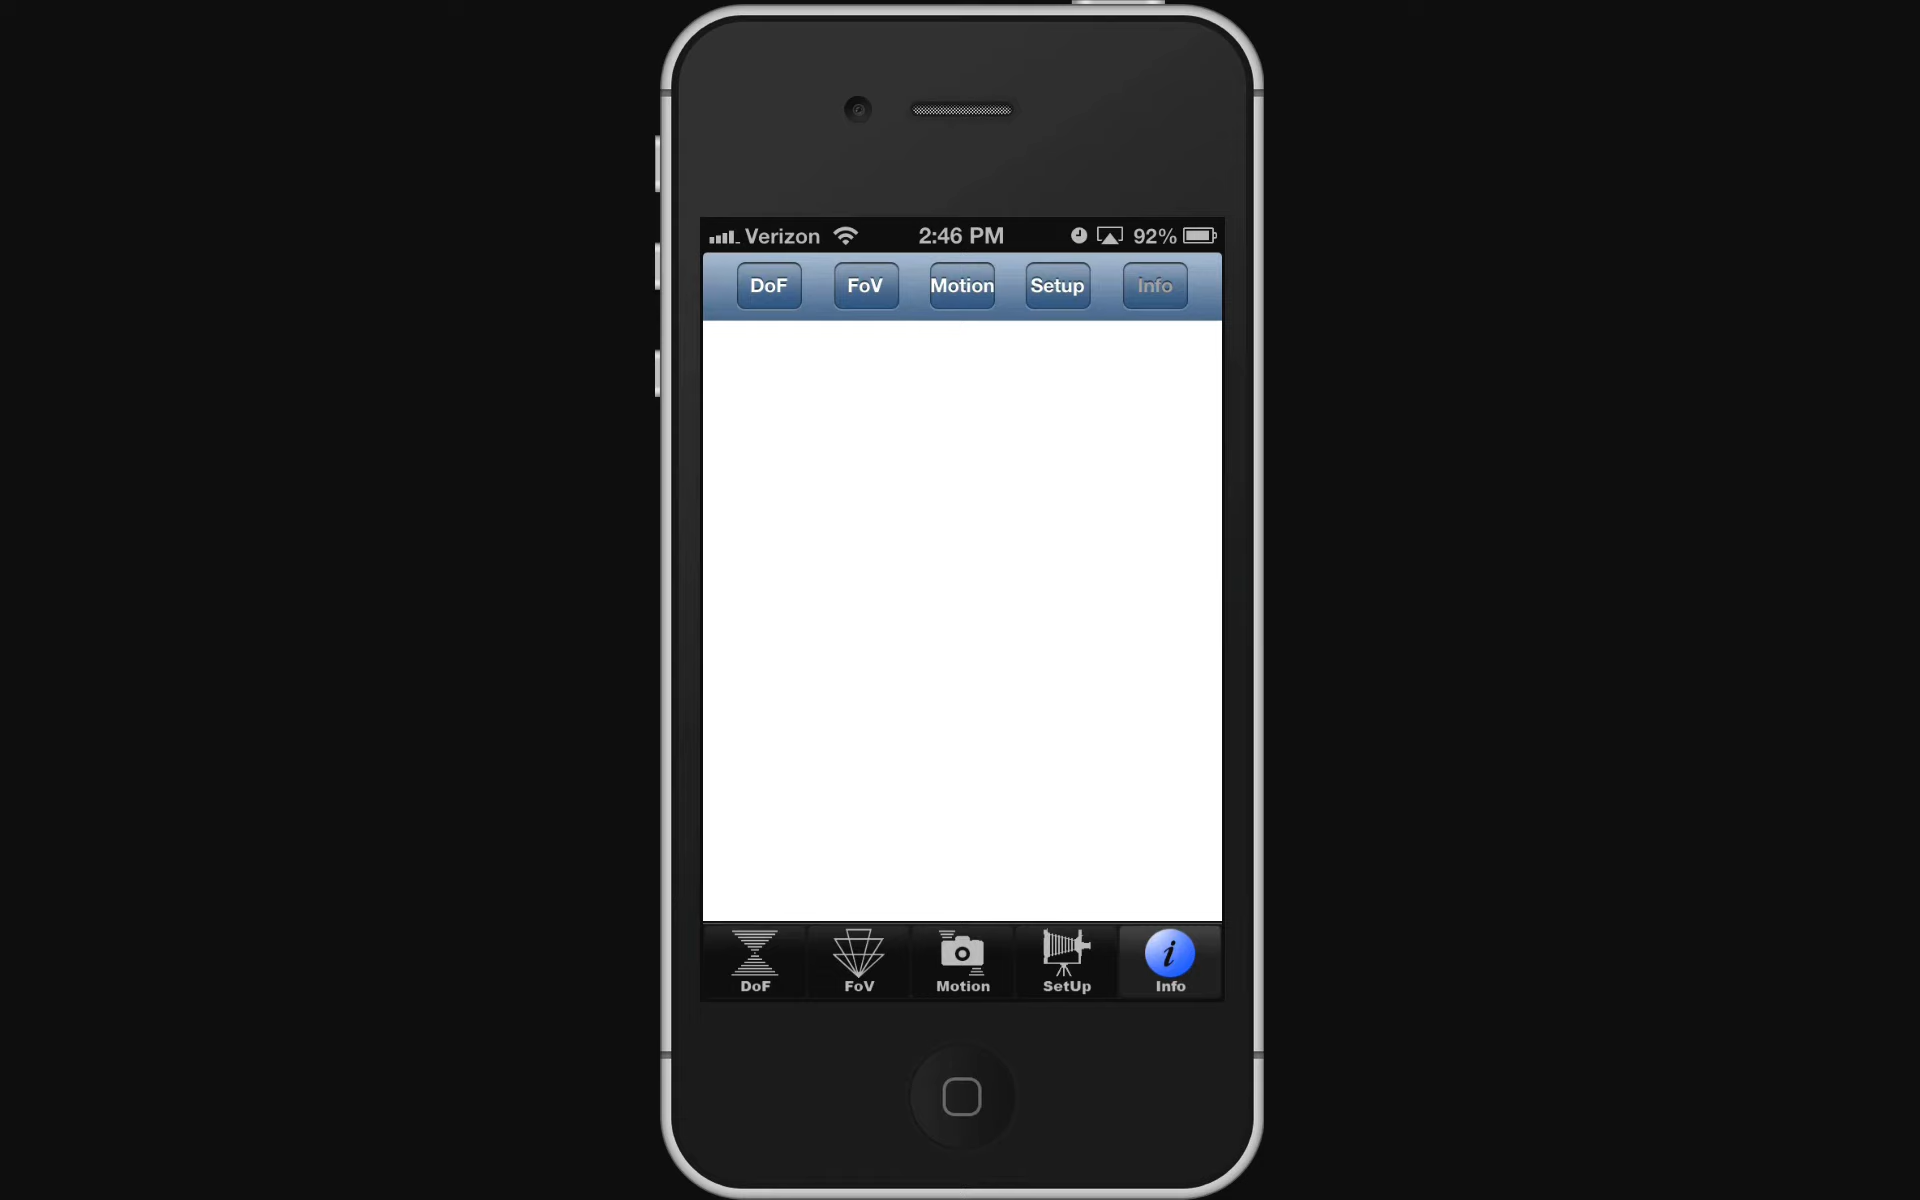 Verizon 2:46 PM 92%
DoF FoV Motion Setup Info
DoF FoV Motion SetUp Info